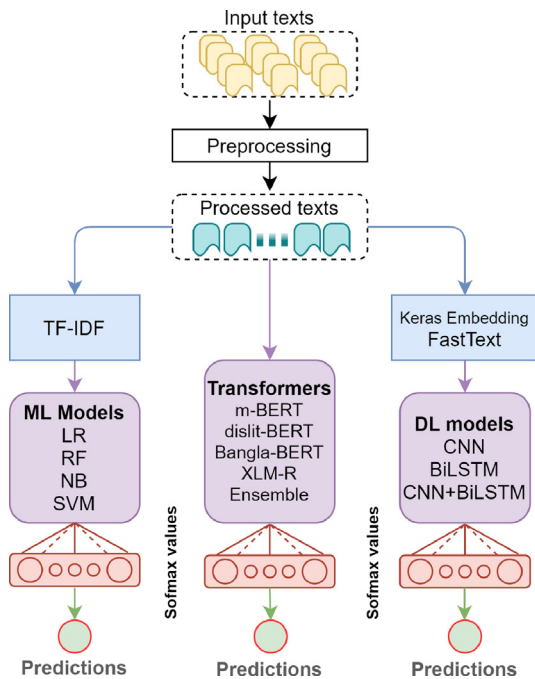 Input texts
Preprocessing
Processed texts
TF-IDF
Keras Embedding
FastText
ML Models
LR
RF
NB
SVM
Transformers
m-BERT
dislit-BERT
Bangla-BERT
XLM-R
Ensemble
DL models
CNN
BiLSTM
CNN+BiLSTM
Sofmax values
Sofmax values
Predictions
Predictions
Predictions